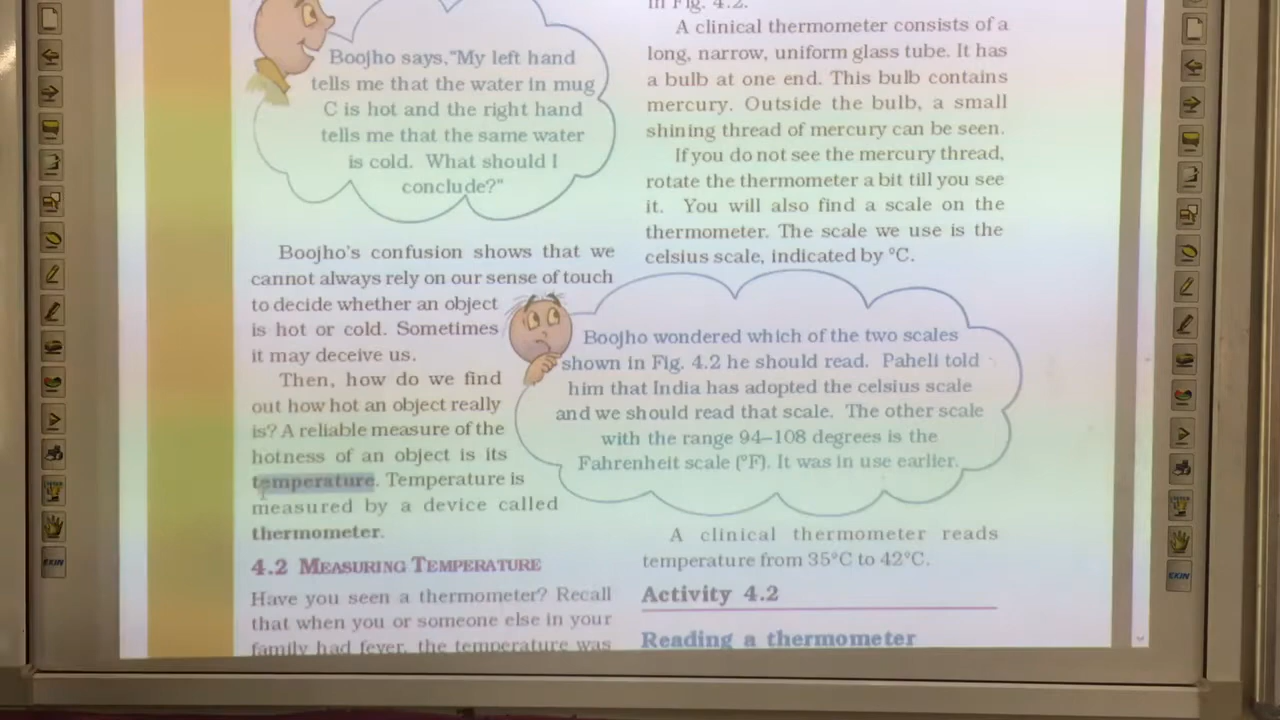 Boojho says,"My left hand
tells me that the water in mug
C is hot and the right hand
tells me that the same water
is cold. What should I
conclude?"
Boojho's confusion shows that we
cannot always rely on our sense of touch
to decide whether an object
is hot or cold. Sometimes
it may deceive us.
Then, how do we find
out how hot an object really
is? A reliable measure of the
hotness of an object is its
temperature. Temperature is
measured by a device called
thermometer.
4.2 MEASURING TEMPERATURE
Have you seen a thermometer? Recall
that when you or someone else in your
family had fever, the temperature was
in Fig. 4.2.
A clinical thermometer consists of a
long, narrow, uniform glass tube. It has
a bulb at one end. This bulb contains
mercury. Outside the bulb, a small
shining thread of mercury can be seen.
If you do not see the mercury thread,
rotate the thermometer a bit till you see
it. You will also find a scale on the
thermometer. The scale we use is the
celsius scale, indicated by °C.
Boojho wondered which of the two scales
shown in Fig. 4.2 he should read. Paheli told
him that India has adopted the celsius scale
and we should read that scale. The other scale
with the range 94–108 degrees is the
Fahrenheit scale (°F). It was in use earlier.
A clinical thermometer reads
temperature from 35°C to 42°C.
Activity 4.2
Reading a thermometer
EKIN
EKIN